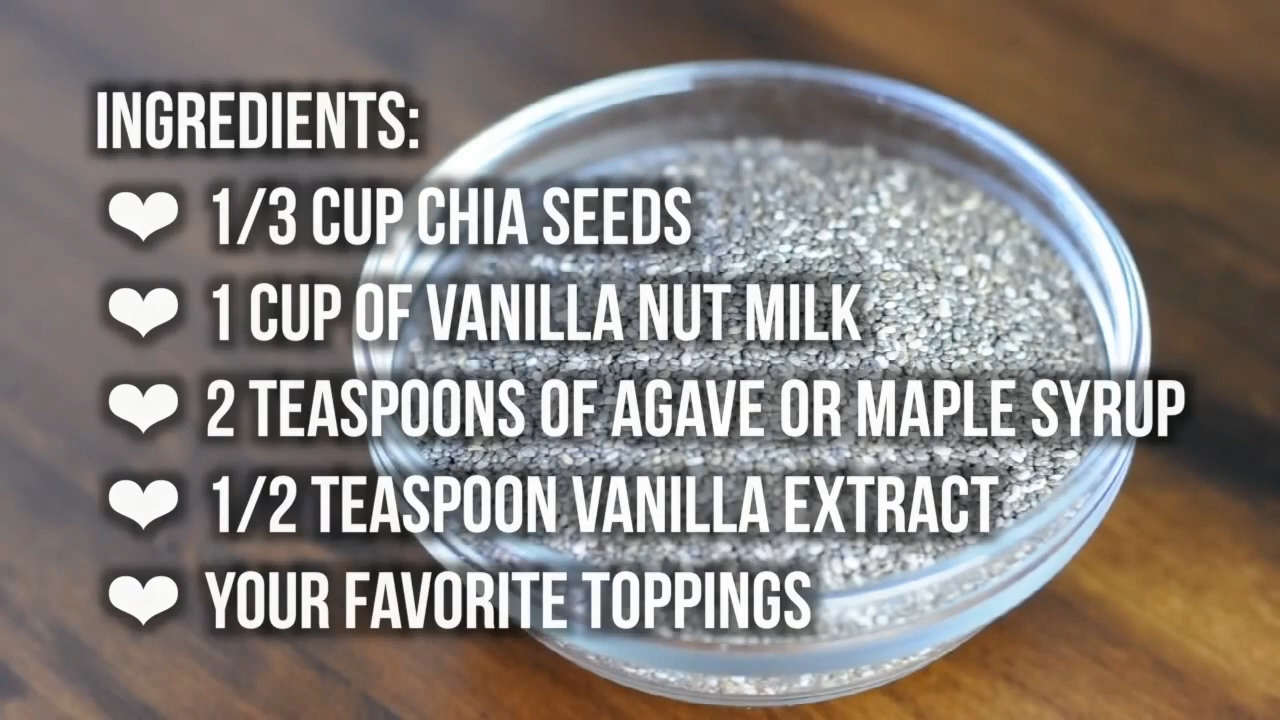 INGREDIENTS:
❤ 1/3 CUP CHIA SEEDS
❤ 1 CUP OF VANILLA NUT MILK
❤ 2 TEASPOONS OF AGAVE OR MAPLE SYRUP
❤ 1/2 TEASPOON VANILLA EXTRACT
❤ YOUR FAVORITE TOPPINGS